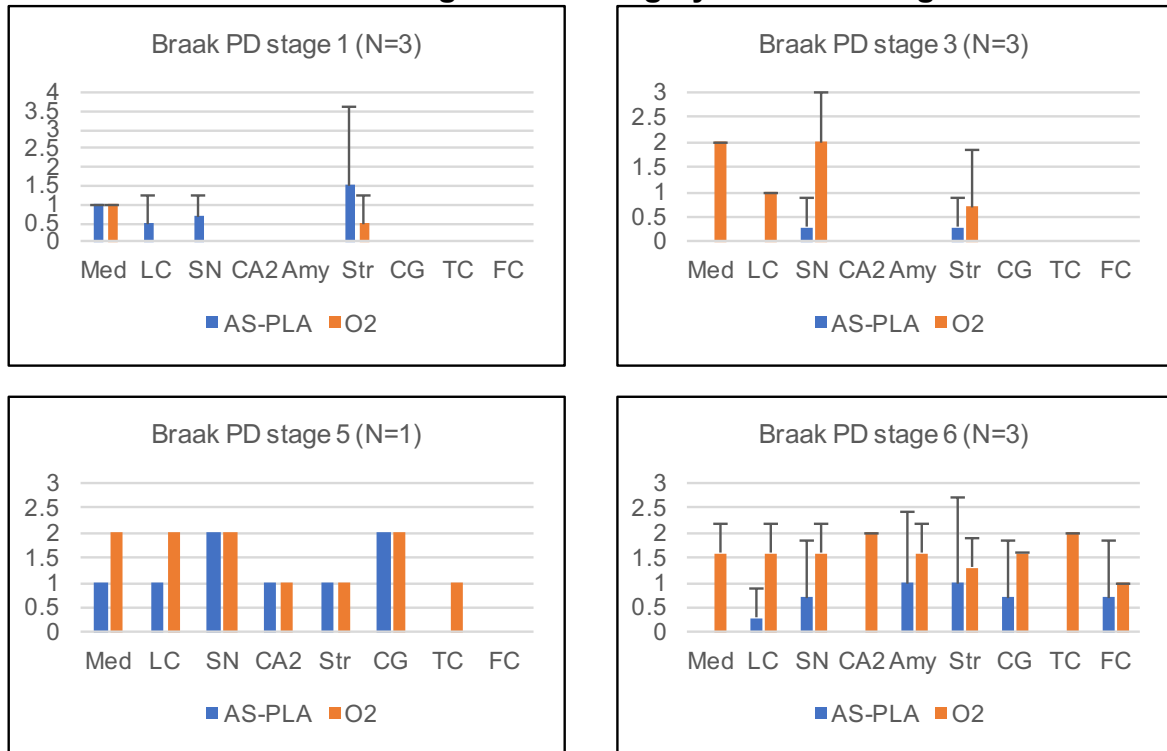 Braak PD stage 1 (N=3)
4
3.5
3
2.5
2
1.5
1
0.5
0
Med LC SN CA2 Amy Str CG TC FC
AS-PLA O2
Braak PD stage 3 (N=3)
3
2.5
2
1.5
1
0.5
0
Med LC SN CA2 Amy Str CG TC FC
AS-PLA O2
Braak PD stage 5 (N=1)
3
2.5
2
1.5
1
0.5
0
Med LC SN CA2 Str CG TC FC
AS-PLA O2
Braak PD stage 6 (N=3)
3
2.5
2
1.5
1
0.5
0
Med LC SN CA2 Amy Str CG TC FC
AS-PLA O2